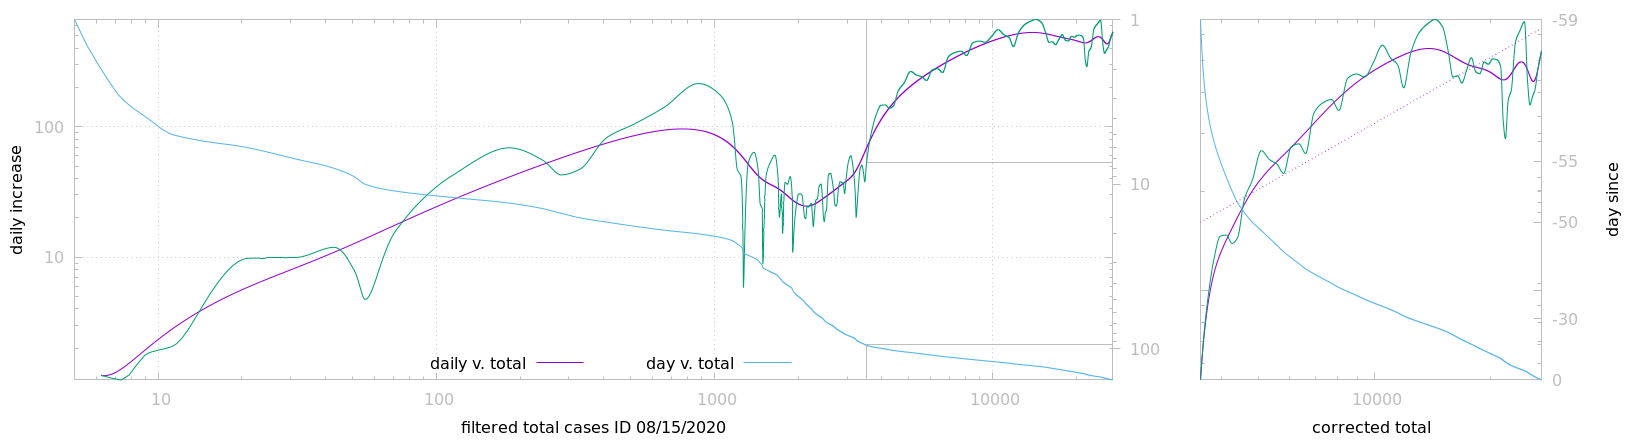 daily increase
100
10
daily v. total
day v. total
10
100
1000
10000
filtered total cases ID 08/15/2020
1
10
100
10000
corrected total
-59
-55
-50
-30
0
day since